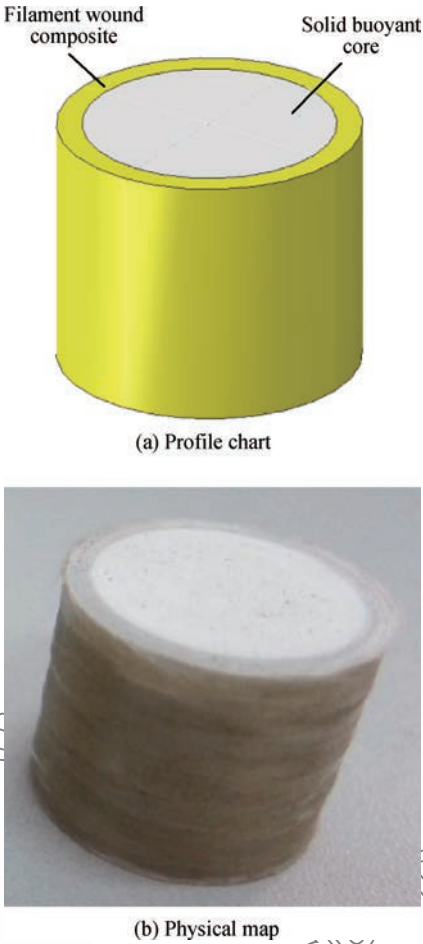 Filament wound
composite
Solid buoyant
core
(a) Profile chart
(b) Physical map